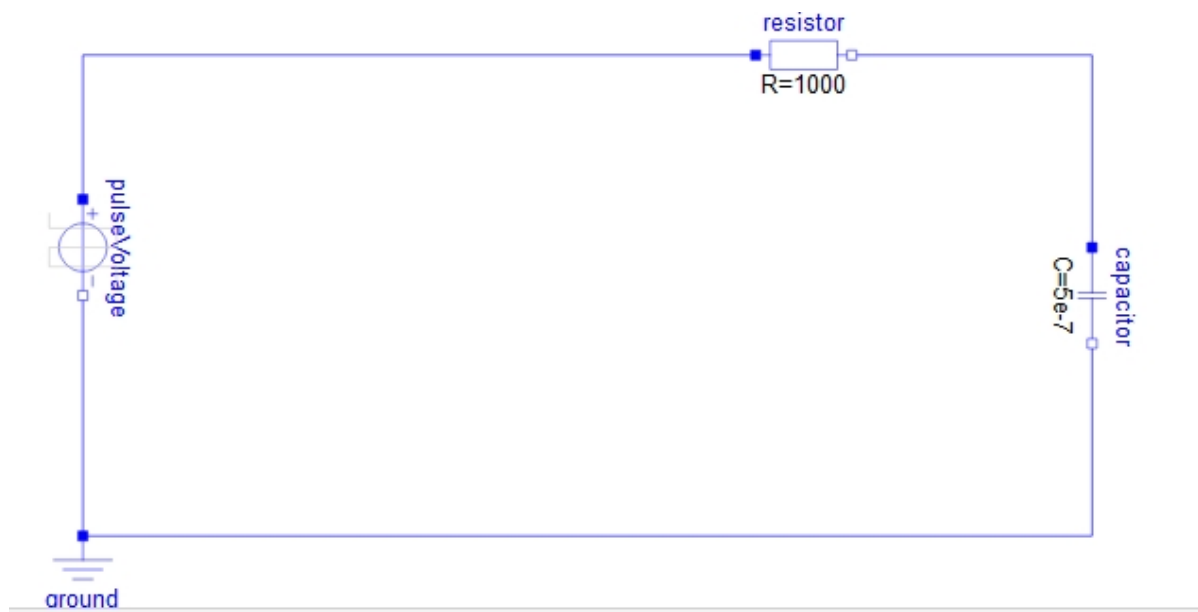 resistor
R=1000
pulseVoltage
+
−
capacitor
C=5e-7
ground